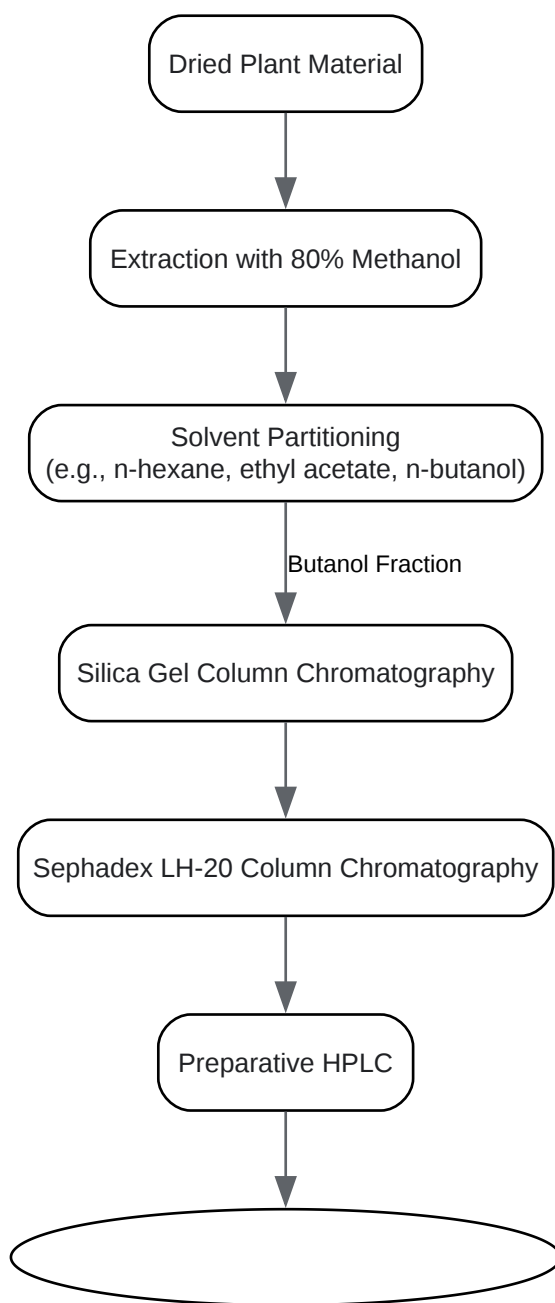 Dried Plant Material
Extraction with 80% Methanol
Solvent Partitioning
(e.g., n-hexane, ethyl acetate, n-butanol)
Butanol Fraction
Silica Gel Column Chromatography
Sephadex LH-20 Column Chromatography
Preparative HPLC